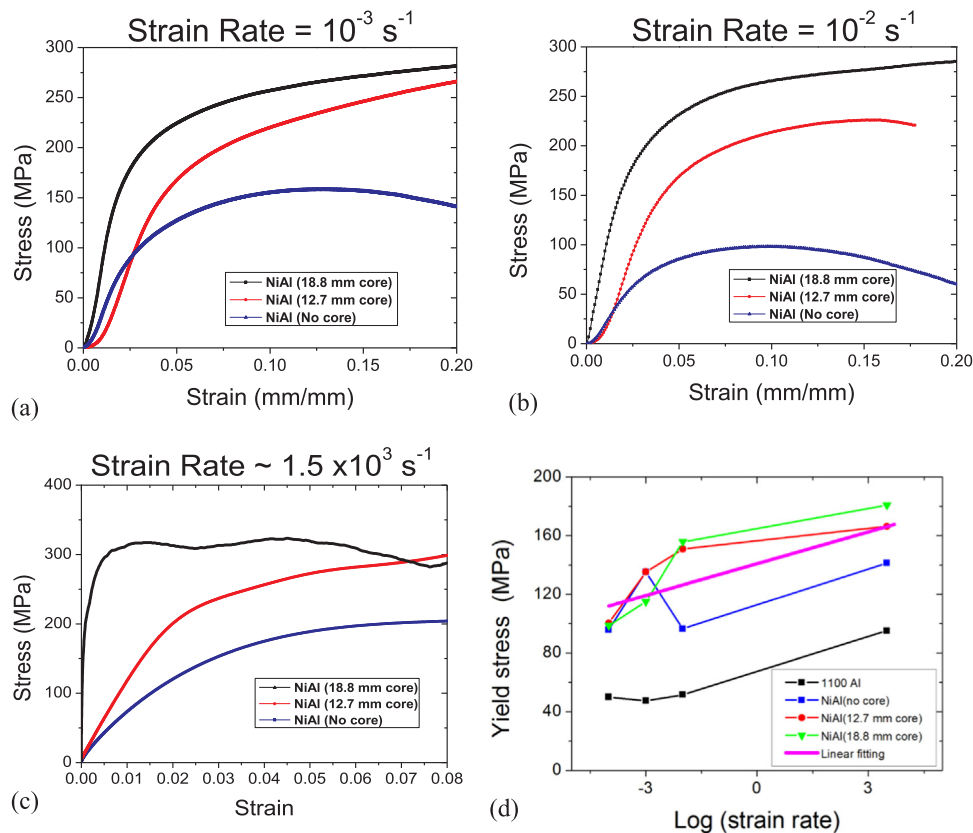 Strain Rate = 10⁻³ s⁻¹
300
250
200
150
100
50
0
Stress (MPa)
NiAl (18.8 mm core)
NiAl (12.7 mm core)
NiAl (No core)
0.00 0.05 0.10 0.15 0.20
Strain (mm/mm)
(a)
Strain Rate = 10⁻² s⁻¹
300
250
200
150
100
50
0
Stress (MPa)
NiAl (18.8 mm core)
NiAl (12.7 mm core)
NiAl (No core)
0.00 0.05 0.10 0.15 0.20
Strain (mm/mm)
(b)
Strain Rate ~ 1.5 x10³ s⁻¹
400
300
200
100
0
Stress (MPa)
NiAl (18.8 mm core)
NiAl (12.7 mm core)
NiAl (No core)
0.00 0.01 0.02 0.03 0.04 0.05 0.06 0.07 0.08
Strain
(c)
200
160
120
80
40
0
Yield stress (MPa)
1100 Al
NiAl(no core)
NiAl(12.7 mm core)
NiAl(18.8 mm core)
Linear fitting
-3 0 3
Log (strain rate)
(d)